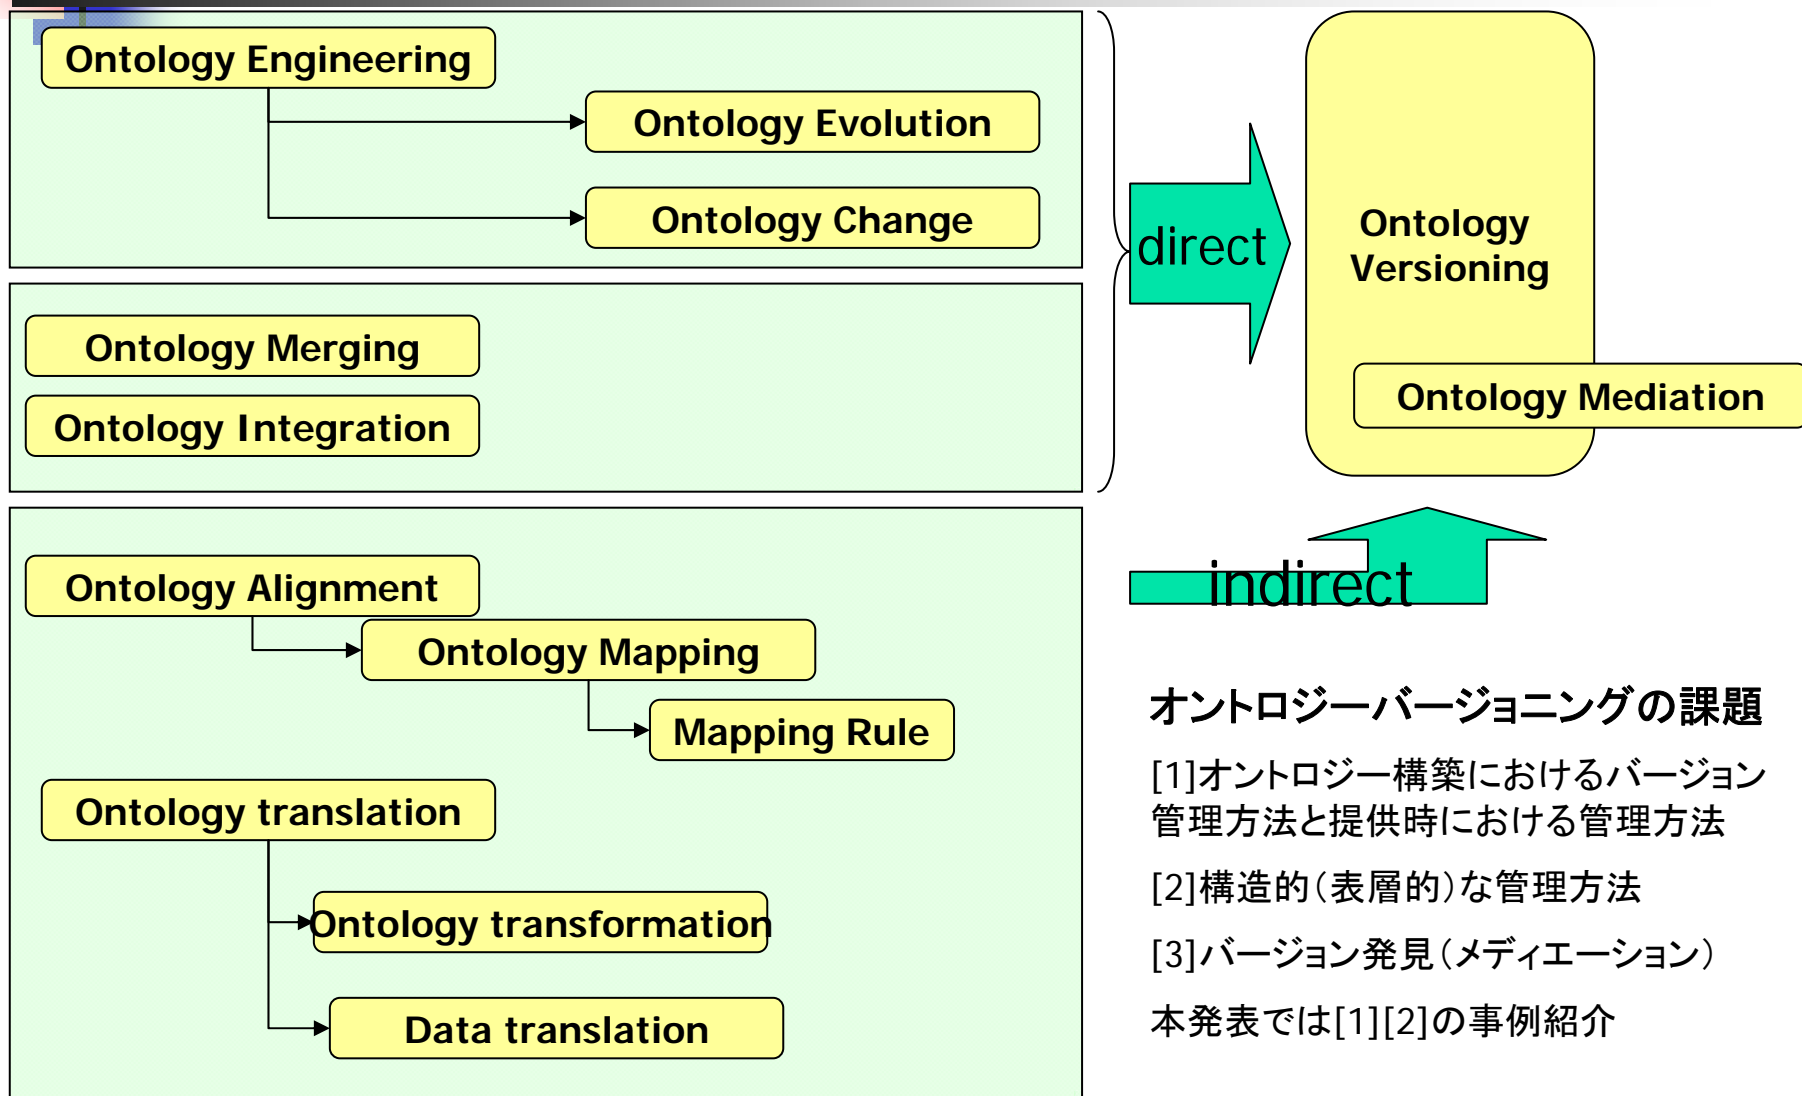 Ontology Engineering
Ontology Evolution
Ontology Change
Ontology Merging
Ontology Integration
Ontology Alignment
Ontology Mapping
Mapping Rule
Ontology translation
Ontology transformation
Data translation
direct
Ontology
Versioning
Ontology Mediation
indirect
オントロジーバージョニングの課題
[1]オントロジー構築におけるバージョン
管理方法と提供時における管理方法
[2]構造的（表層的）な管理方法
[3]バージョン発見（メディエーション）
本発表では[1][2]の事例紹介